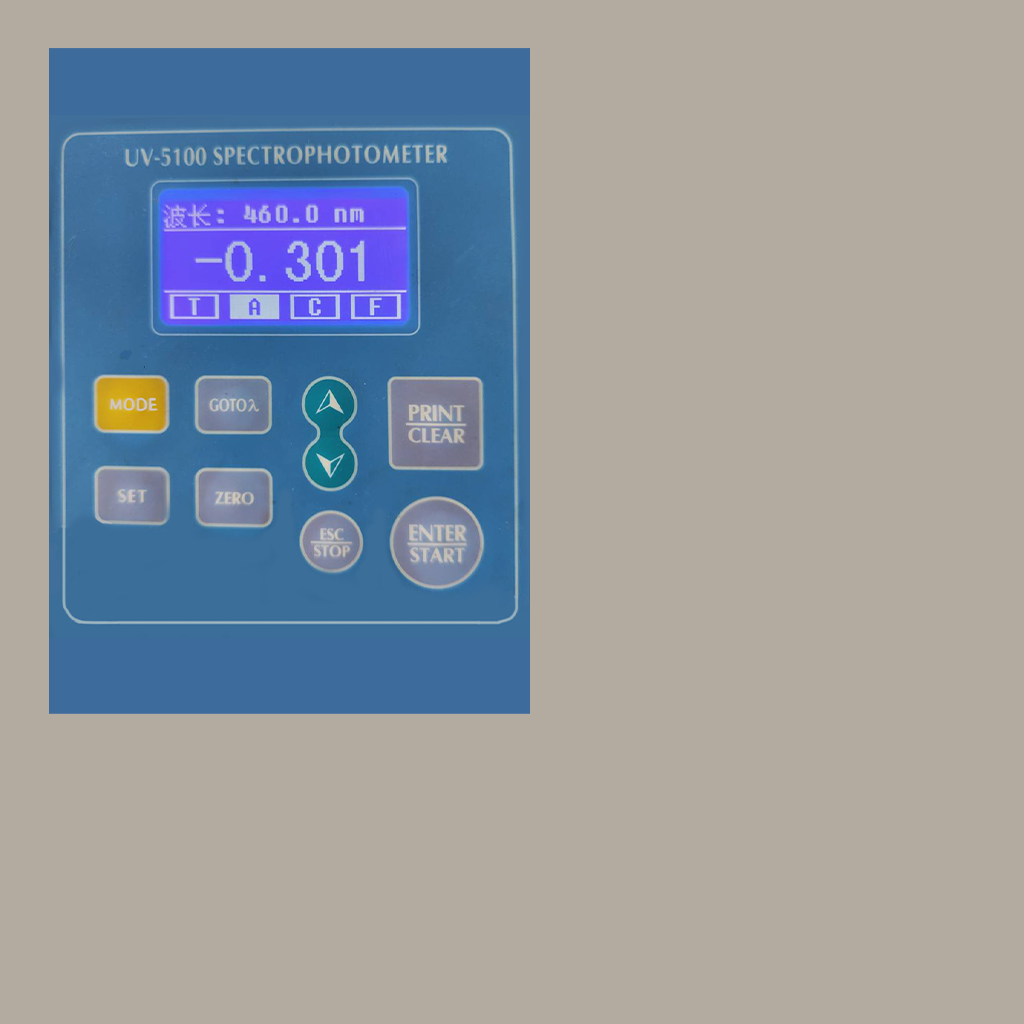 UV-5100 SPECTROPHOTOMETER
波长: 460.0 nm
-0.301
T A C F
MODE
GOTOλ
PRINT
CLEAR
SET
ZERO
ESC
STOP
ENTER
START